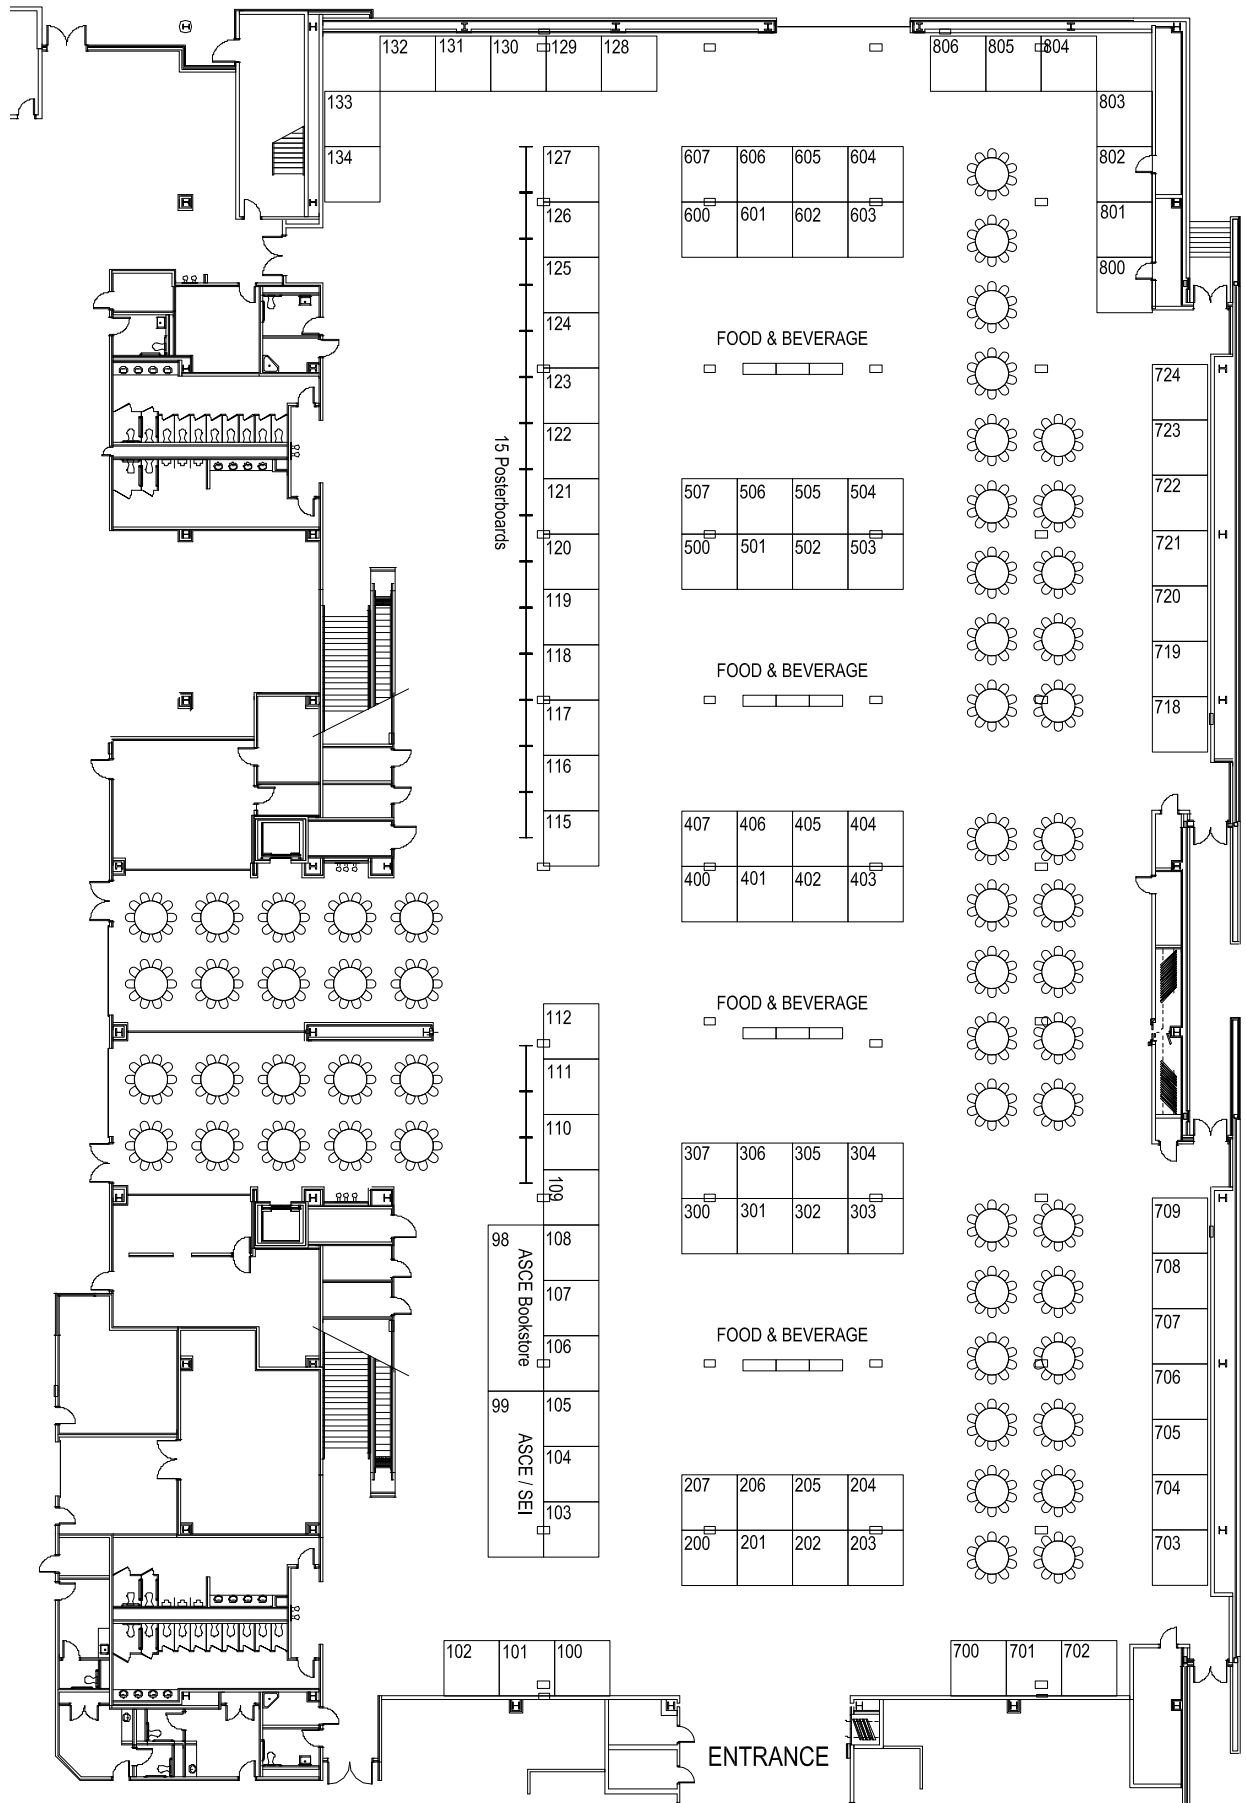 132 131 130 129 128 806 805 804
133 803
134 127 607 606 605 604 802
126 600 601 602 603 801
125 800
124
FOOD & BEVERAGE
123 724
122 723
15 Posterboards
121 507 506 505 504 722
120 500 501 502 503 721
119 720
118 719
FOOD & BEVERAGE
117 718
116
115 407 406 405 404
400 401 402 403
FOOD & BEVERAGE
112
111
110
307 306 305 304
109
300 301 302 303 709
98 108
ASCE Bookstore
708
107
707
FOOD & BEVERAGE
106
706
99 105
705
ASCE / SEI
104
207 206 205 204 704
103
200 201 202 203 703
102 101 100 700 701 702
ENTRANCE